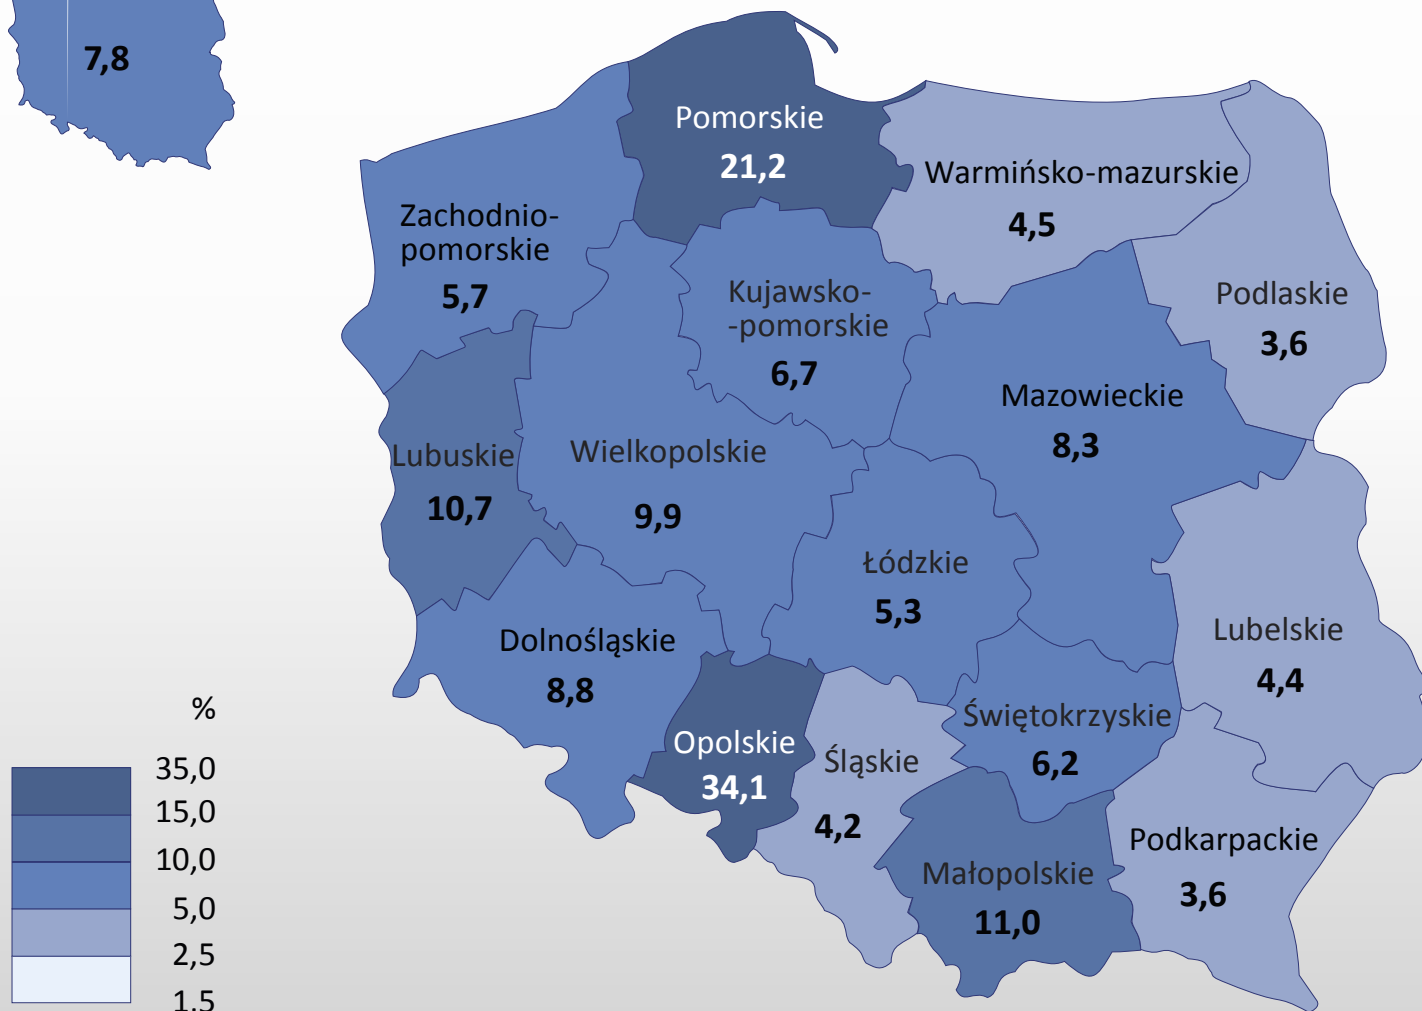 7,8
Pomorskie
21,2
Warmińsko-mazurskie
4,5
Zachodnio-
pomorskie
5,7
Kujawsko-
-pomorskie
6,7
Podlaskie
3,6
Mazowieckie
8,3
Lubuskie
10,7
Wielkopolskie
9,9
Łódzkie
5,3
Dolnośląskie
8,8
Lubelskie
4,4
Opolskie
34,1
Śląskie
4,2
Świętokrzyskie
6,2
Małopolskie
11,0
Podkarpackie
3,6
%
35,0
15,0
10,0
5,0
2,5
1,5